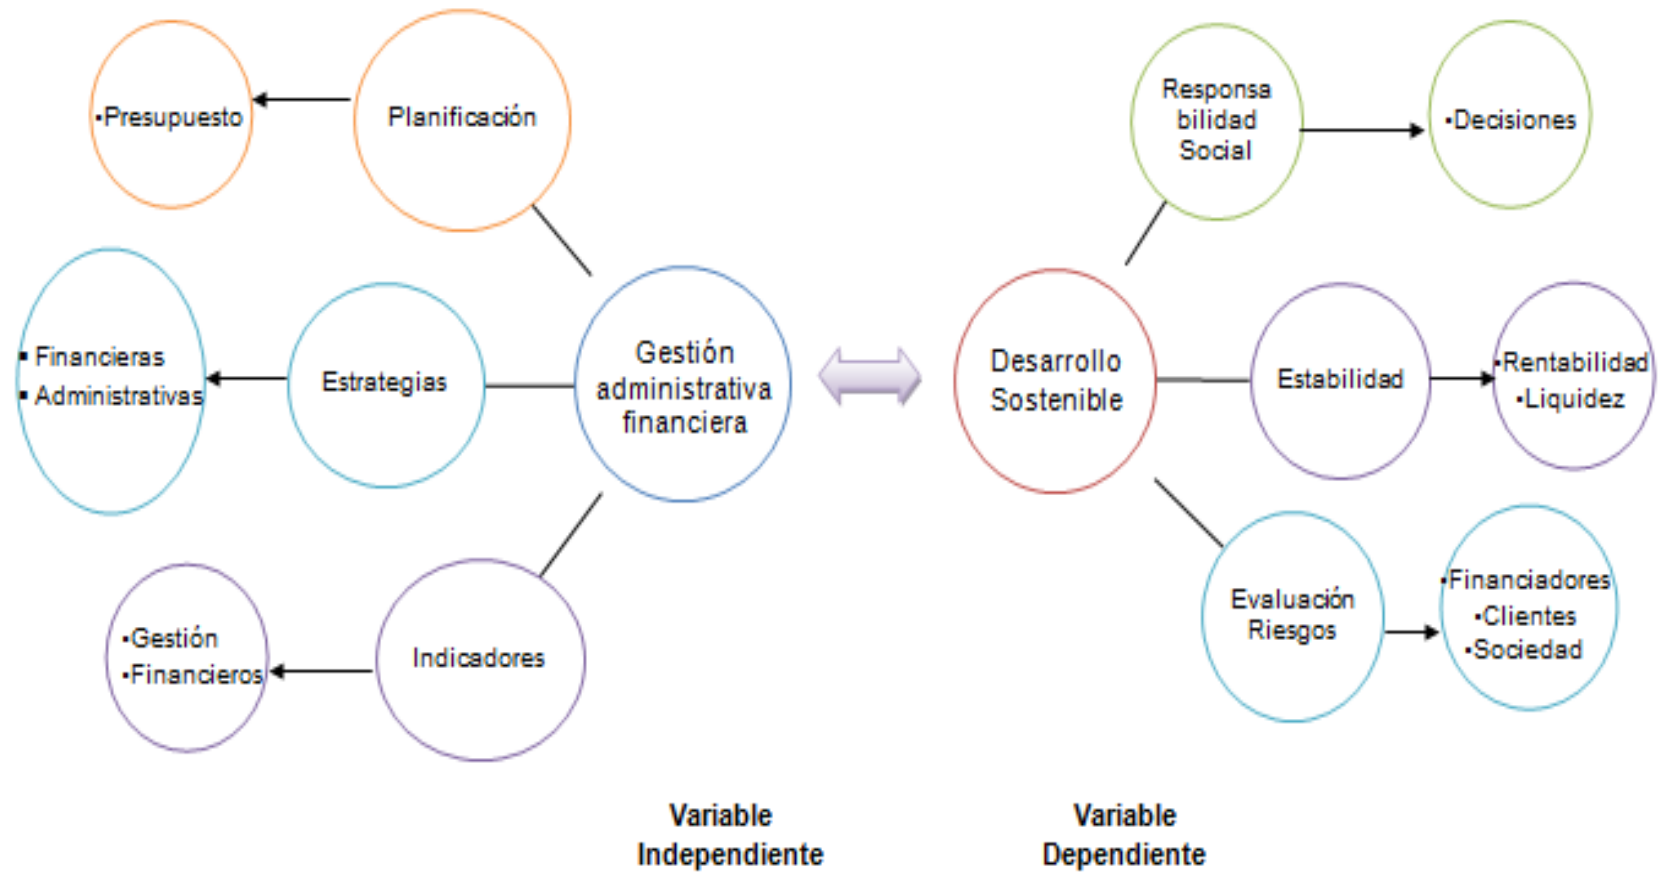 •Presupuesto
Planificación
▪ Financieras
▪ Administrativas
Estrategias
Gestión
administrativa
financiera
•Gestión
•Financieros
Indicadores
Responsa
bilidad
Social
•Decisiones
Desarrollo
Sostenible
Estabilidad
•Rentabilidad
•Liquidez
Evaluación
Riesgos
•Financiadores
•Clientes
•Sociedad
Variable
Independiente
Variable
Dependiente